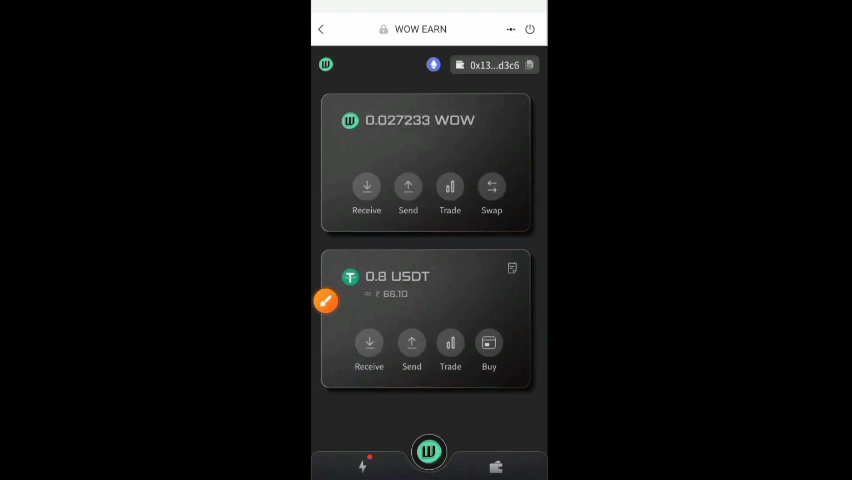 WOW EARN
0x13...d3c6
0.027233 WOW
Receive Send Trade Swap
0.8 USDT
≈ ₹ 66.10
Receive Send Trade Buy